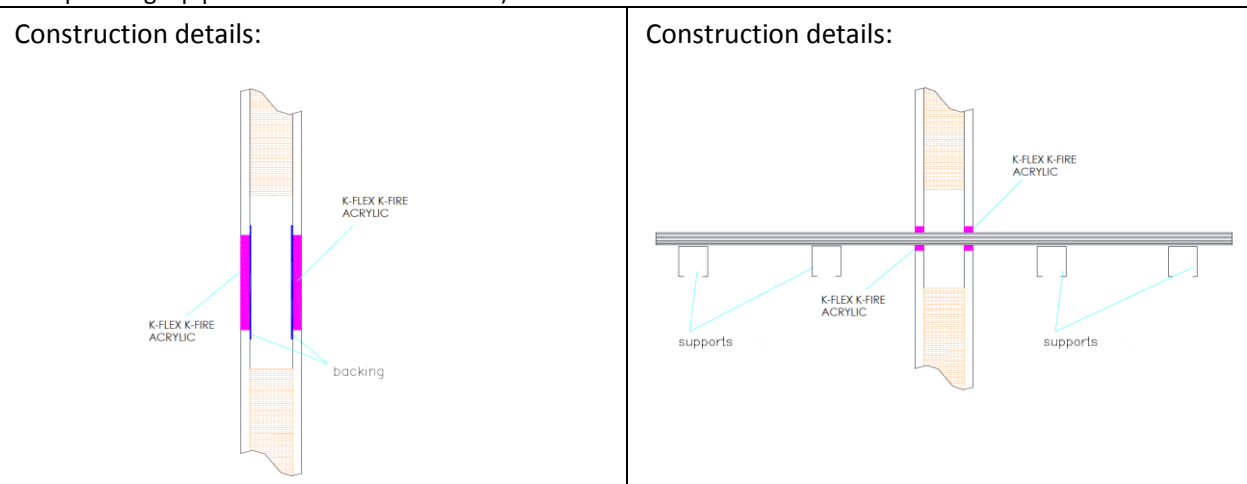 Construction details:
K-FLEX K-FIRE
ACRYLIC
K-FLEX K-FIRE
ACRYLIC
backing
Construction details:
K-FLEX K-FIRE
ACRYLIC
K-FLEX K-FIRE
ACRYLIC
supports
supports